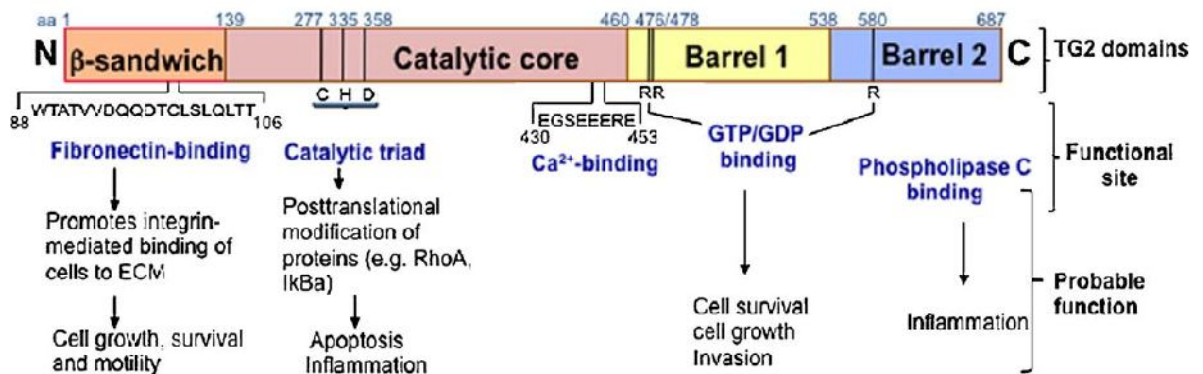 aa 1 139 277 335 358 460 476/478 538 580 687
N β-sandwich Catalytic core Barrel 1 Barrel 2 C
TG2 domains
C H D
RR
R
WTATVVDQQDTCLSLQLTT
88 106
EGSEEERE
430 453
Fibronectin-binding
Catalytic triad
Ca²⁺-binding
GTP/GDP
binding
Phospholipase C
binding
Functional
site
Promotes integrin-
mediated binding of
cells to ECM
Posttranslational
modification of
proteins (e.g. RhoA,
IkBa)
Cell growth, survival
and motility
Apoptosis
Inflammation
Cell survival
cell growth
Invasion
Inflammation
Probable
function